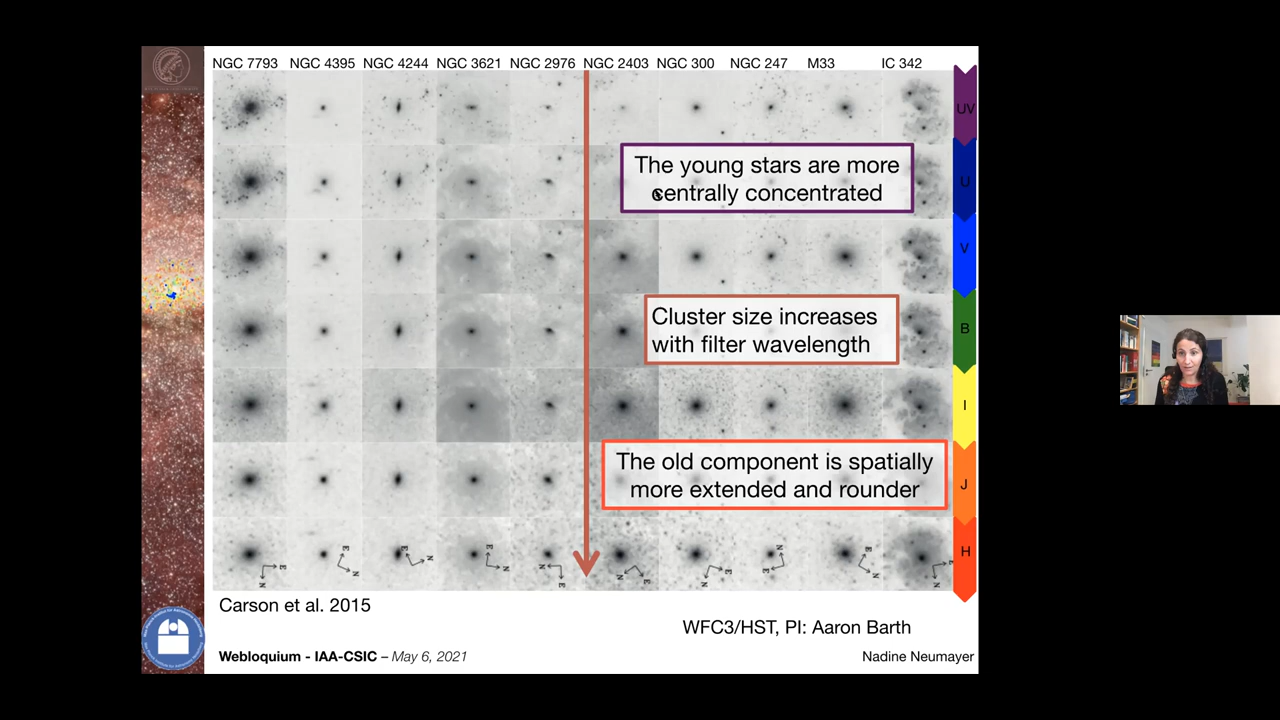 NGC 7793 NGC 4395 NGC 4244 NGC 3621 NGC 2976 NGC 2403 NGC 300 NGC 247 M33 IC 342
UV
The young stars are more
centrally concentrated
U
V
Cluster size increases
with filter wavelength
B
I
The old component is spatially
more extended and rounder
J
H
E N
E N
E N
E N
N E
N E
N E
N E
E N
N E
Carson et al. 2015
WFC3/HST, PI: Aaron Barth
Webloquium - IAA-CSIC – May 6, 2021
Nadine Neumayer